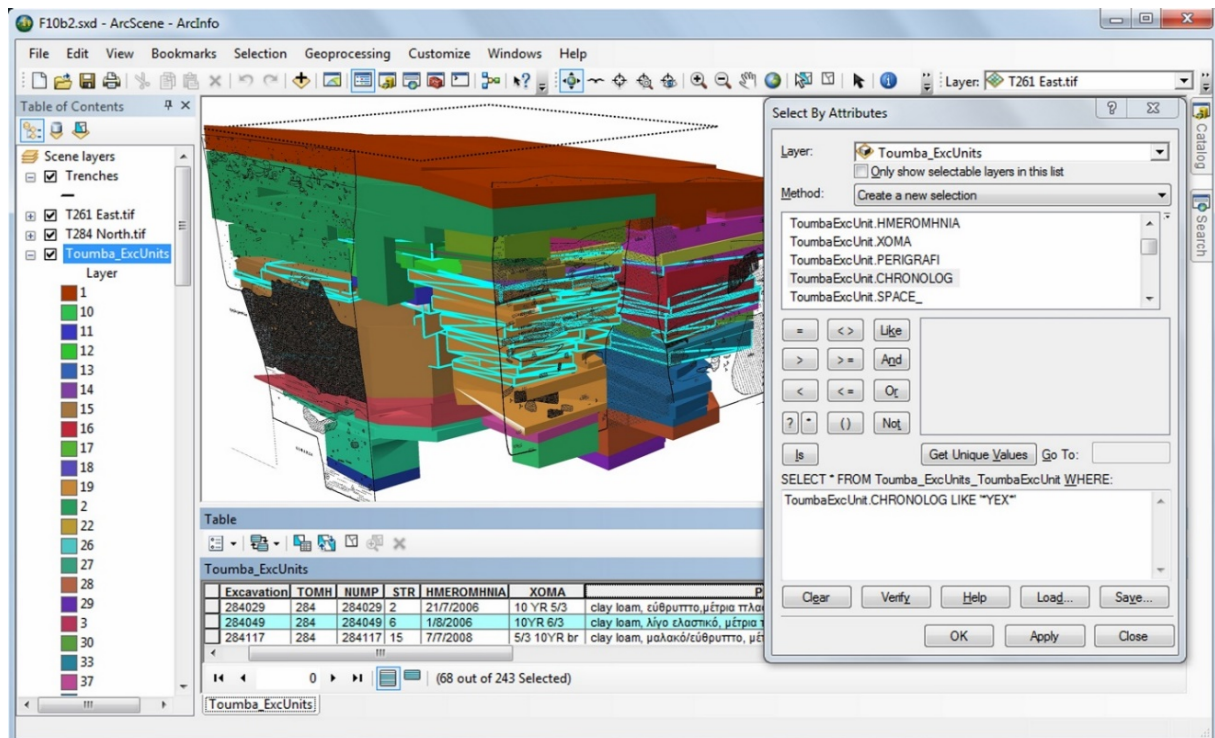 F10b2.sxd - ArcScene - ArcInfo
File Edit View Bookmarks Selection Geoprocessing Customize Windows Help
Layer: T261 East.tif
Table of Contents
Scene layers
Trenches
T261 East.tif
T284 North.tif
Toumba_ExcUnits
Layer
1
10
11
12
13
14
15
16
17
18
19
2
22
26
27
28
29
3
30
33
37
Select By Attributes
Layer: Toumba_ExcUnits
Only show selectable layers in this list
Method: Create a new selection
ToumbaExcUnit.HMEROMHNIA
ToumbaExcUnit.XOMA
ToumbaExcUnit.PERIGRAFI
ToumbaExcUnit.CHRONOLOG
ToumbaExcUnit.SPACE_
= < > Like
> > = And
< < = Or
? * () Not
Is Get Unique Values Go To:
SELECT * FROM Toumba_ExcUnits_ToumbaExcUnit WHERE:
ToumbaExcUnit.CHRONOLOG LIKE '*YEX*'
Clear Verify Help Load... Save...
OK Apply Close
Catalog
Search
Table
Toumba_ExcUnits
Excavation TOMH NUMP STR HMEROMHNIA XOMA P
284029 284 284029 2 21/7/2006 10 YR 5/3 clay loam, εύθρυπτο,μέτρια πλα
284049 284 284049 6 1/8/2006 10YR 6/3 clay loam, λίγο ελαστικό, μέτρια
284117 284 284117 15 7/7/2008 5/3 10YR br clay loam, μαλακό/εύθρυπτο, μέ
0 (68 out of 243 Selected)
Toumba_ExcUnits